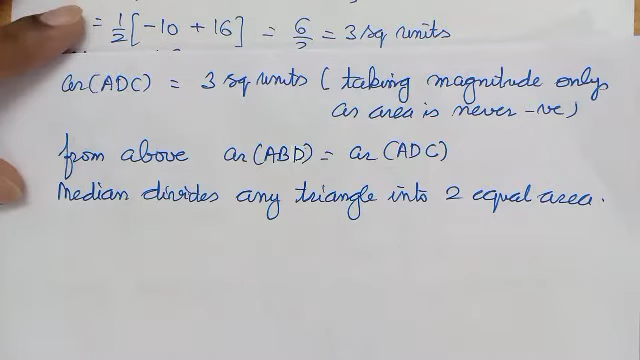 = 1/2 [-10 + 16] = 6/2 = 3 sq units
ar(ADC) = 3 sq units ( taking magnitude only
as area is never -ve)
from above ar(ABD) = ar(ADC)
Median divides any triangle into 2 equal area.